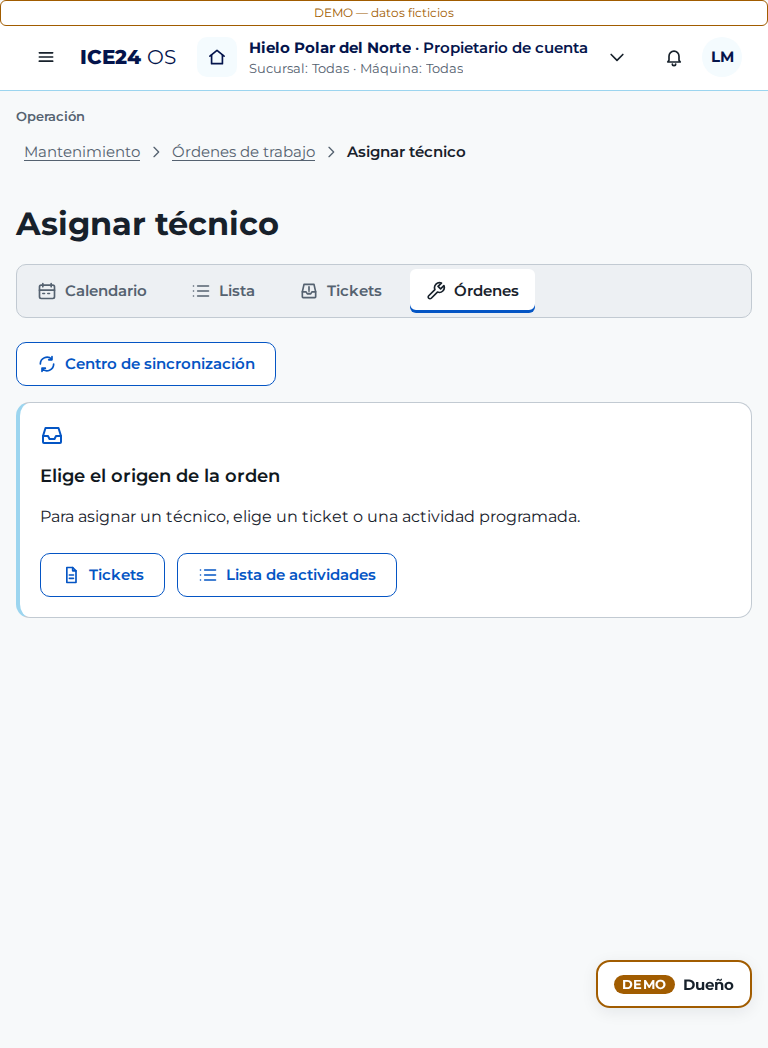 DEMO — datos ficticios
ICE24 OS
Hielo Polar del Norte · Propietario de cuenta
Sucursal: Todas · Máquina: Todas
LM
Operación
Mantenimiento
Órdenes de trabajo
Asignar técnico
Asignar técnico
Calendario
Lista
Tickets
Órdenes
Centro de sincronización
Elige el origen de la orden
Para asignar un técnico, elige un ticket o una actividad programada.
Tickets
Lista de actividades
DEMO Dueño